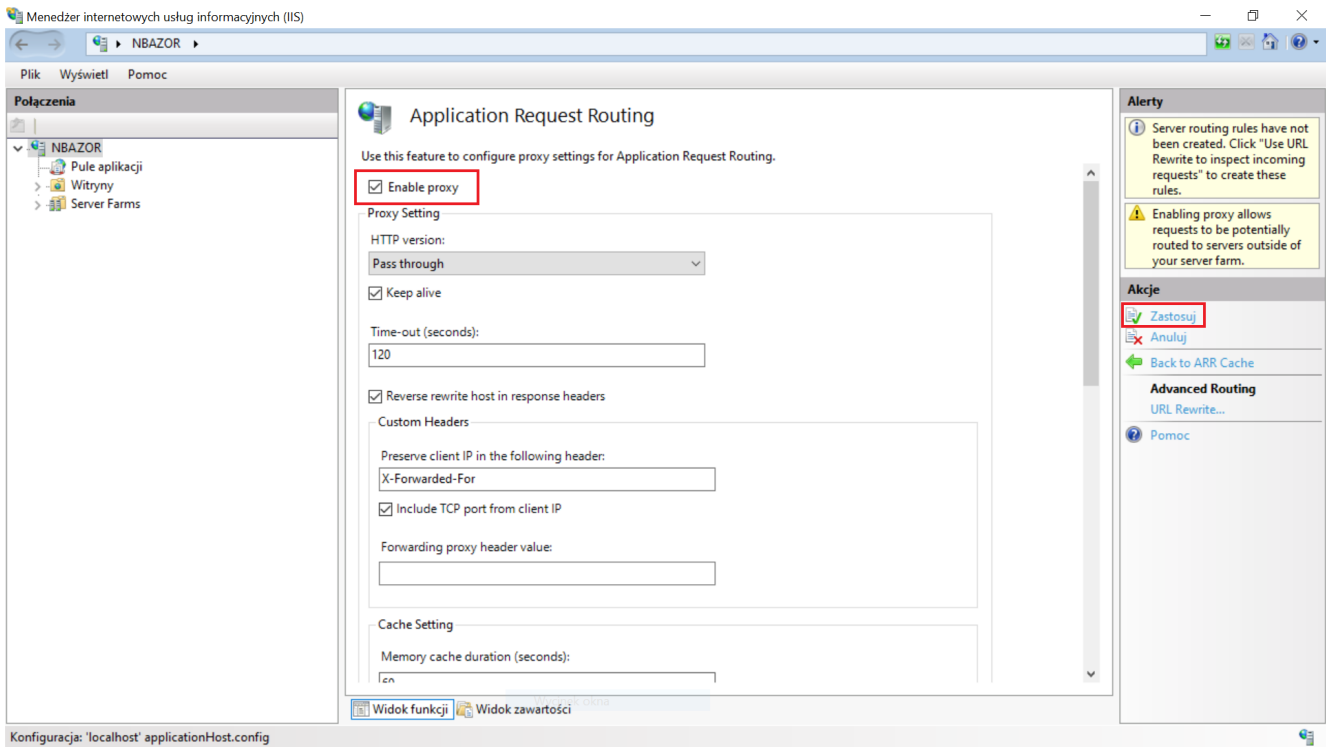 Menedżer internetowych usług informacyjnych (IIS)
NBAZOR
Plik Wyświetl Pomoc
Połączenia
NBAZOR
Pule aplikacji
Witryny
Server Farms
Application Request Routing
Use this feature to configure proxy settings for Application Request Routing.
Enable proxy
Proxy Setting
HTTP version:
Pass through
Keep alive
Time-out (seconds):
120
Reverse rewrite host in response headers
Custom Headers
Preserve client IP in the following header:
X-Forwarded-For
Include TCP port from client IP
Forwarding proxy header value:
Cache Setting
Memory cache duration (seconds):
60
Widok funkcji Widok zawartości
Alerty
Server routing rules have not
been created. Click "Use URL
Rewrite to inspect incoming
requests" to create these
rules.
Enabling proxy allows
requests to be potentially
routed to servers outside of
your server farm.
Akcje
Zastosuj
Anuluj
Back to ARR Cache
Advanced Routing
URL Rewrite...
Pomoc
Konfiguracja: 'localhost' applicationHost.config